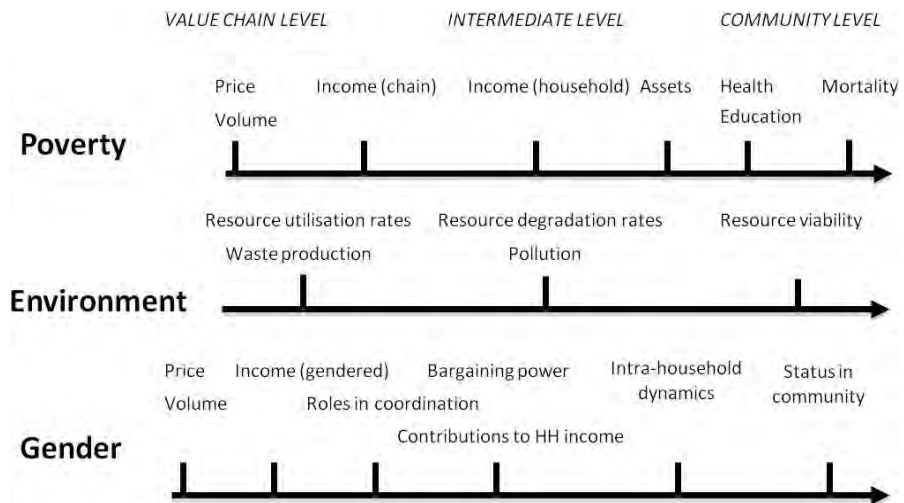 VALUE CHAIN LEVEL INTERMEDIATE LEVEL COMMUNITY LEVEL
Price Income (chain) Income (household) Assets Health Mortality
Volume Education
Poverty
Resource utilisation rates Resource degradation rates Resource viability
Waste production Pollution
Environment
Price Income (gendered) Bargaining power Intra-household Status in
Volume Roles in coordination dynamics community
Contributions to HH income
Gender